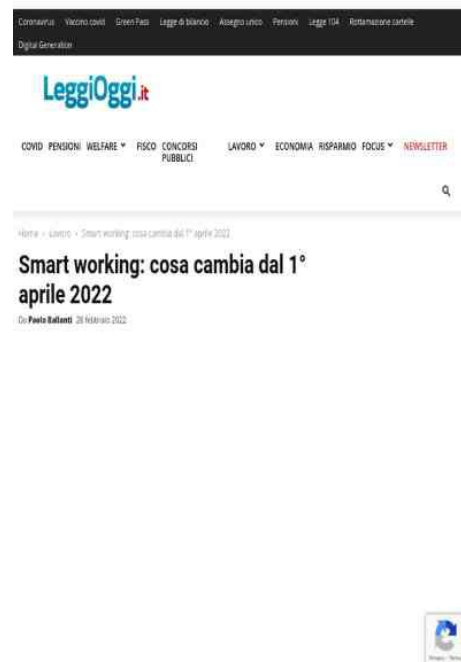 Coronavirus Vaccino covid Green Pass Legge di bilancio Assegno unico Pensioni Legge 104 Rottamazione cartelle
Digital Generation
LeggiOggi.it
COVID PENSIONI WELFARE FISCO CONCORSI PUBBLICI LAVORO ECONOMIA RISPARMIO FOCUS NEWSLETTER
Home › Lavoro › Smart working: cosa cambia dal 1° aprile 2022
Smart working: cosa cambia dal 1°
aprile 2022
Da Paolo Ballanti 28 febbraio 2022